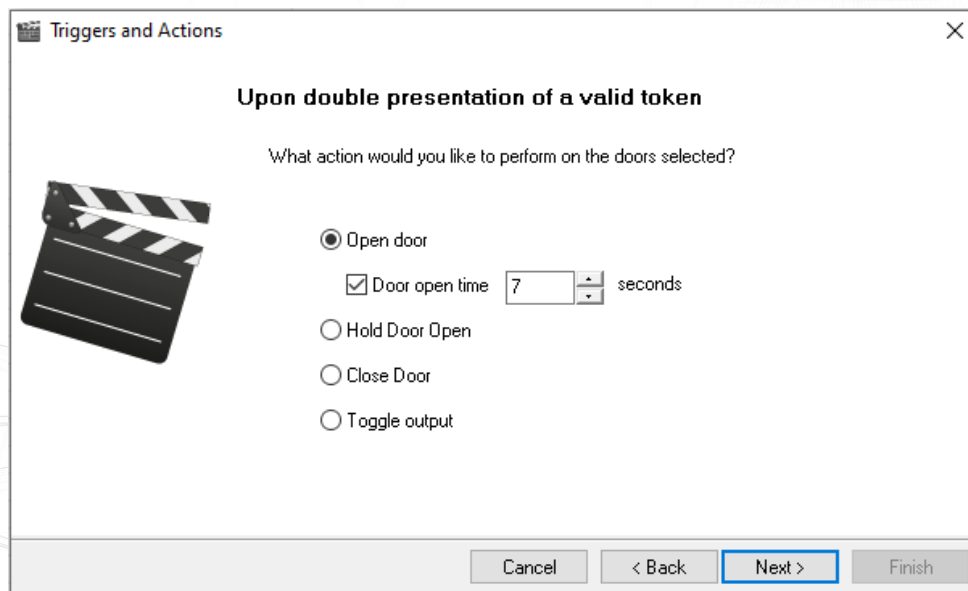 Triggers and Actions
Upon double presentation of a valid token
What action would you like to perform on the doors selected?
Open door
Door open time 7 seconds
Hold Door Open
Close Door
Toggle output
Cancel < Back Next > Finish